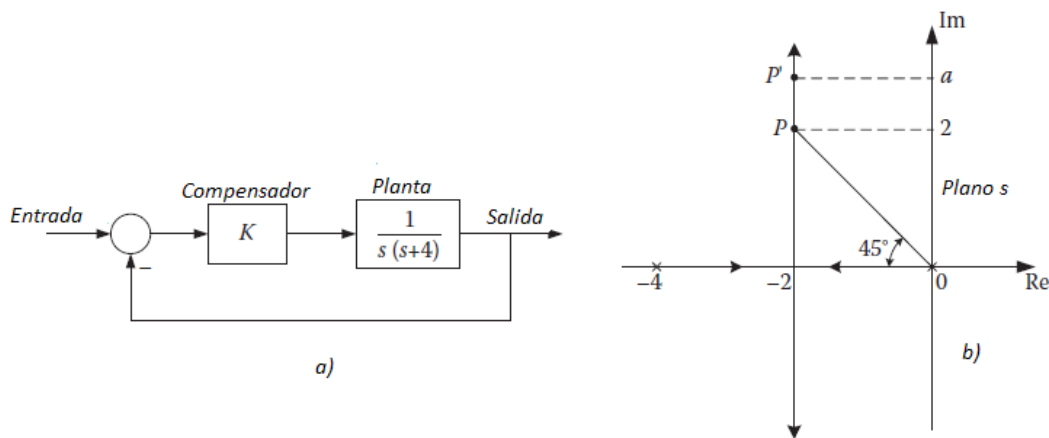 Entrada
Compensador
K
Planta
1
s (s+4)
Salida
−
a)
Im
P'
a
P
2
Plano s
45°
−4
−2
0
Re
b)